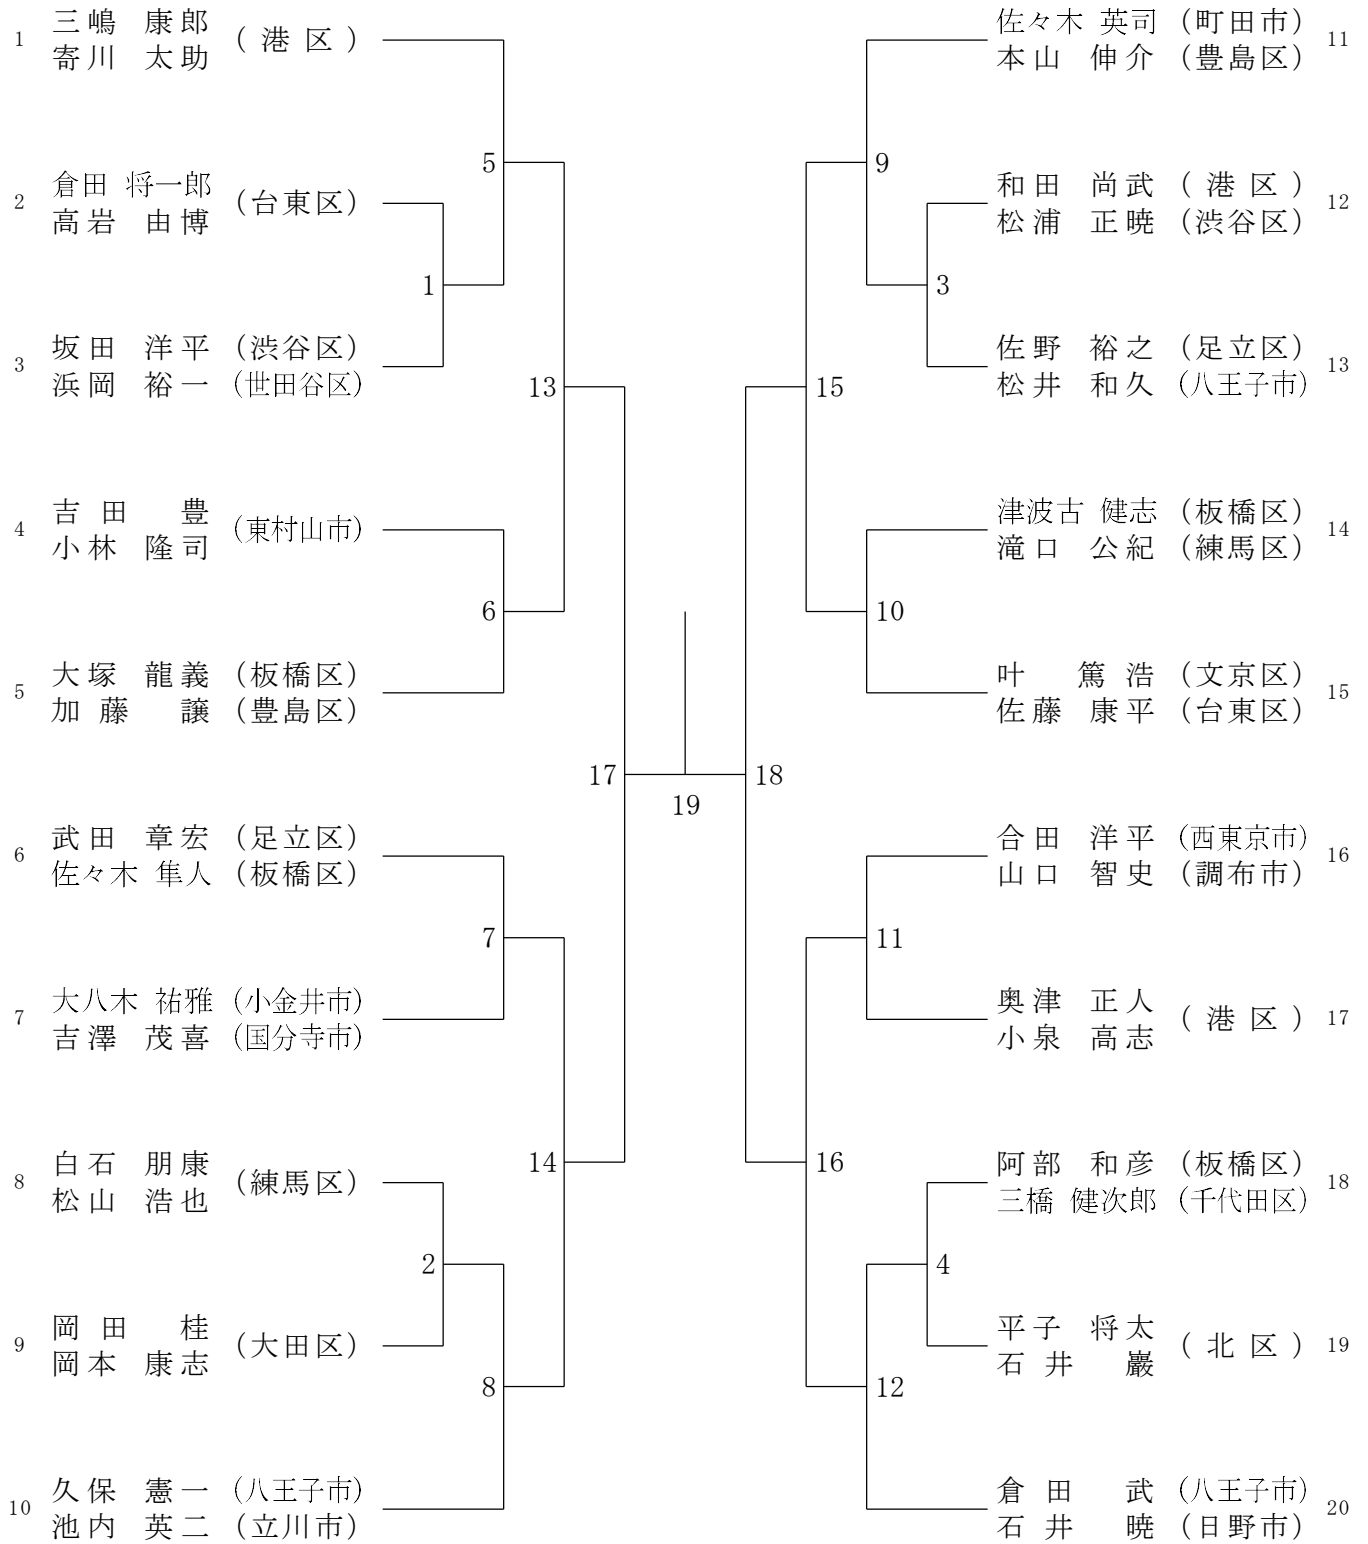 1 三嶋 康郎 (港区)
寄川 太助
2 倉田 将一郎 (台東区)
高岩 由博
3 坂田 洋平 (渋谷区)
浜岡 裕一 (世田谷区)
4 吉田 豊 (東村山市)
小林 隆司
5 大塚 龍義 (板橋区)
加藤 譲 (豊島区)
6 武田 章宏 (足立区)
佐々木 隼人 (板橋区)
7 大八木 祐雅 (小金井市)
吉澤 茂喜 (国分寺市)
8 白石 朋康 (練馬区)
松山 浩也
9 岡田 桂 (大田区)
岡本 康志
10 久保 憲一 (八王子市)
池内 英二 (立川市)
1
2
5
6
7
8
13
14
17
19
18
15
16
9
10
11
12
3
4
佐々木 英司 (町田市) 11
本山 伸介 (豊島区)
和田 尚武 (港区) 12
松浦 正暁 (渋谷区)
佐野 裕之 (足立区) 13
松井 和久 (八王子市)
津波古 健志 (板橋区) 14
滝口 公紀 (練馬区)
叶 篤浩 (文京区) 15
佐藤 康平 (台東区)
合田 洋平 (西東京市) 16
山口 智史 (調布市)
奥津 正人 (港区) 17
小泉 高志
阿部 和彦 (板橋区) 18
三橋 健次郎 (千代田区)
平子 将太 (北区) 19
石井 巌
倉田 武 (八王子市) 20
石井 暁 (日野市)